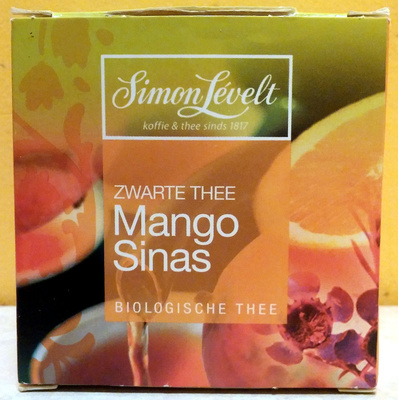 Simon Lévelt
koffie & thee sinds 1817
ZWARTE THEE
Mango
Sinas
BIOLOGISCHE THEE